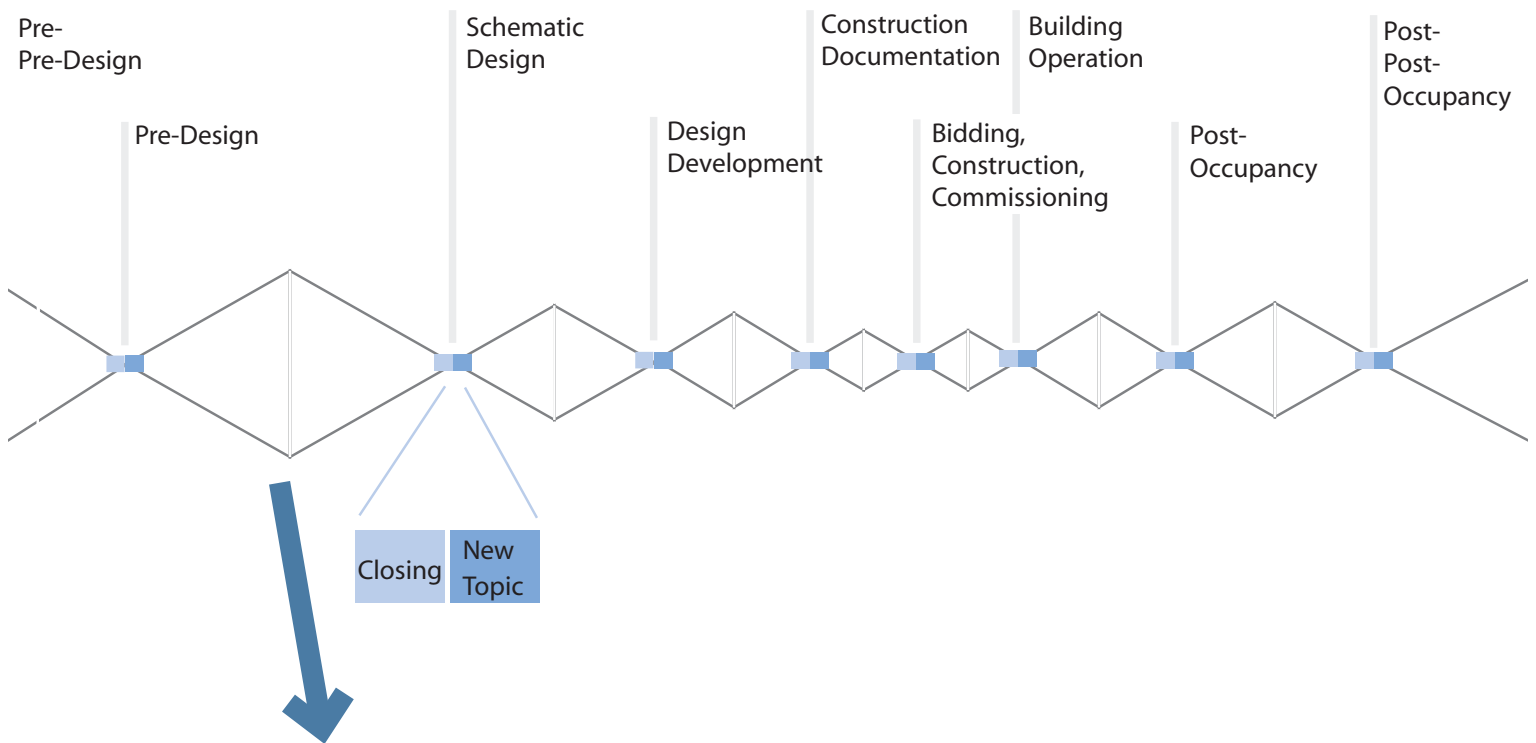 Pre-
Pre-Design
Pre-Design
Schematic
Design
Design
Development
Construction
Documentation
Bidding,
Construction,
Commissioning
Building
Operation
Post-
Occupancy
Post-
Post-
Occupancy
Closing
New
Topic